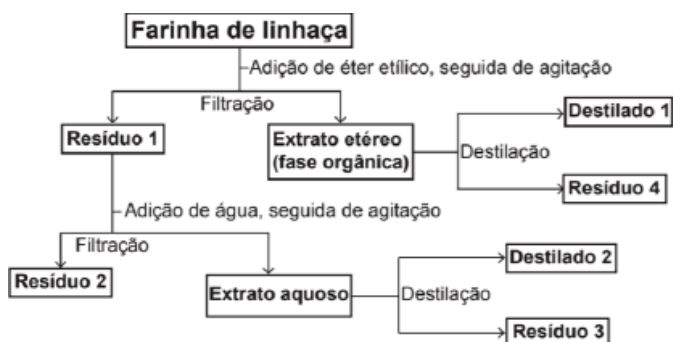 Farinha de linhaça
Adição de éter etílico, seguida de agitação
Filtração
Resíduo 1
Extrato etéreo
(fase orgânica)
Destilação
Destilado 1
Resíduo 4
Adição de água, seguida de agitação
Filtração
Resíduo 2
Extrato aquoso
Destilação
Destilado 2
Resíduo 3